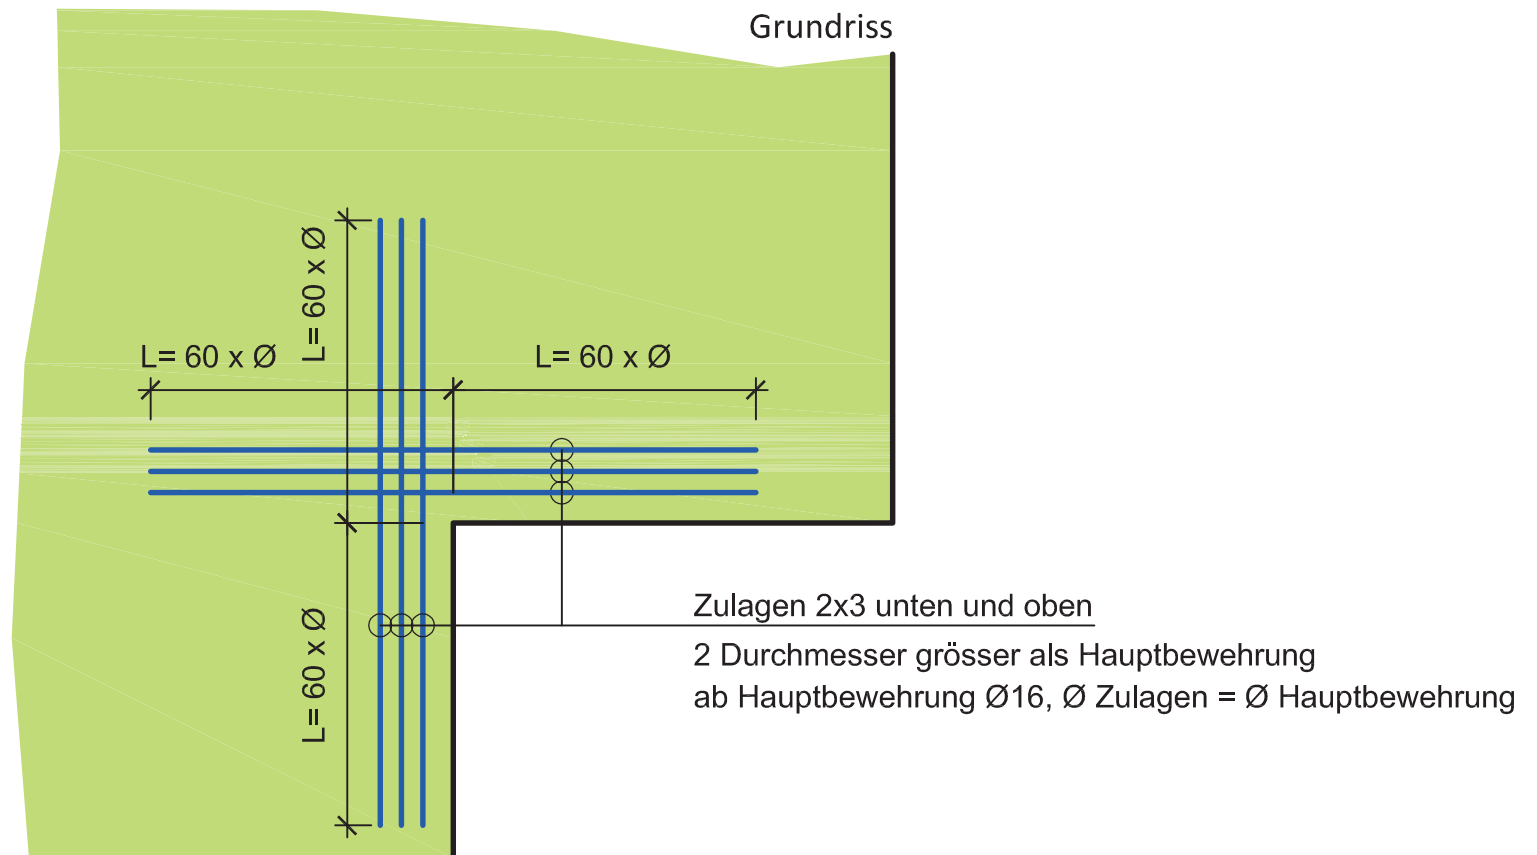 Grundriss
L= 60 x Ø
L= 60 x Ø
L= 60 x Ø
L= 60 x Ø
Zulagen 2x3 unten und oben
2 Durchmesser grösser als Hauptbewehrung
ab Hauptbewehrung Ø16, Ø Zulagen = Ø Hauptbewehrung